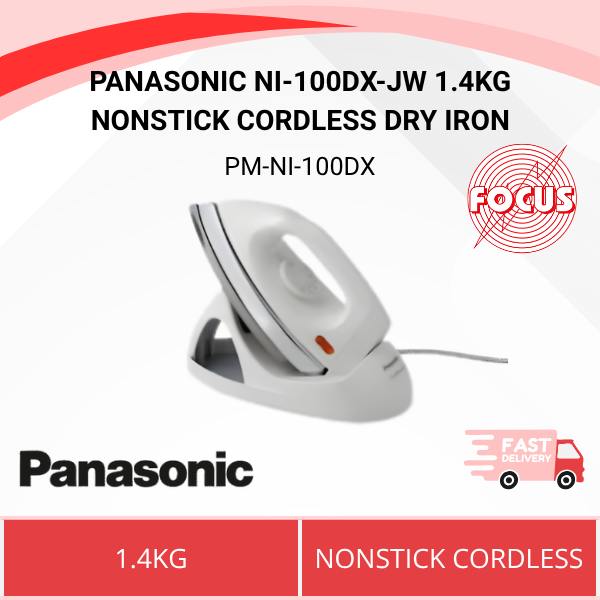 PANASONIC NI-100DX-JW 1.4KG
NONSTICK CORDLESS DRY IRON
PM-NI-100DX
FOCUS
Panasonic
FAST
DELIVERY
Panasonic
1.4KG
NONSTICK CORDLESS